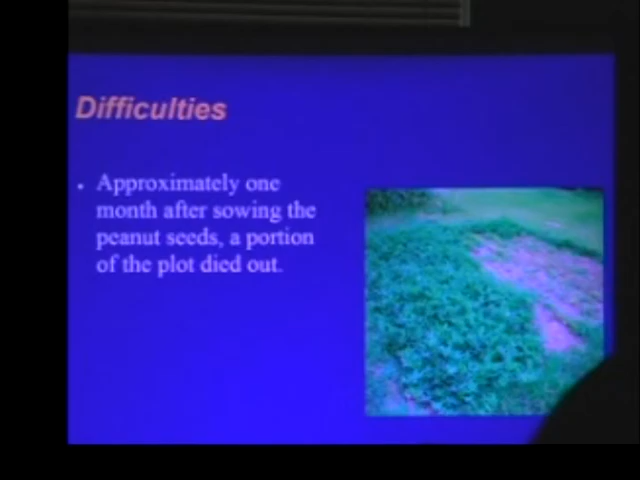 Difficulties
• Approximately one
month after sowing the
peanut seeds, a portion
of the plot died out.